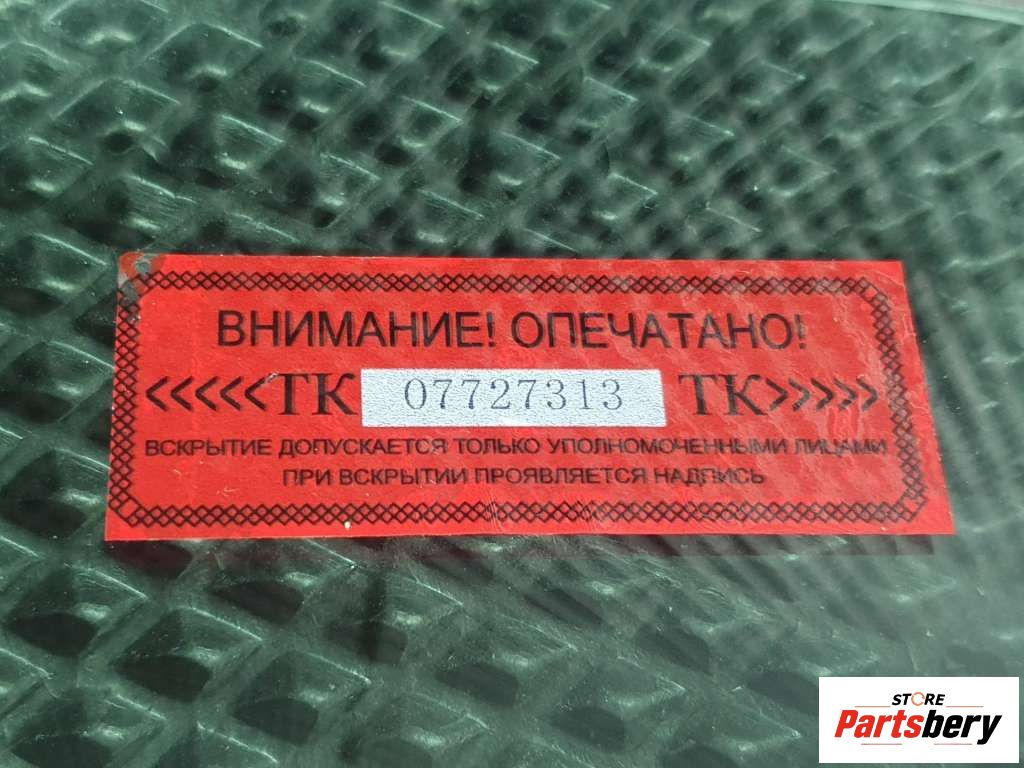 ВНИМАНИЕ! ОПЕЧАТАНО!
<<<<<ТК 07727313 ТК>>>>>
ВСКРЫТИЕ ДОПУСКАЕТСЯ ТОЛЬКО УПОЛНОМОЧЕННЫМИ ЛИЦАМИ
ПРИ ВСКРЫТИИ ПРОЯВЛЯЕТСЯ НАДПИСЬ
STORE
Partsbery